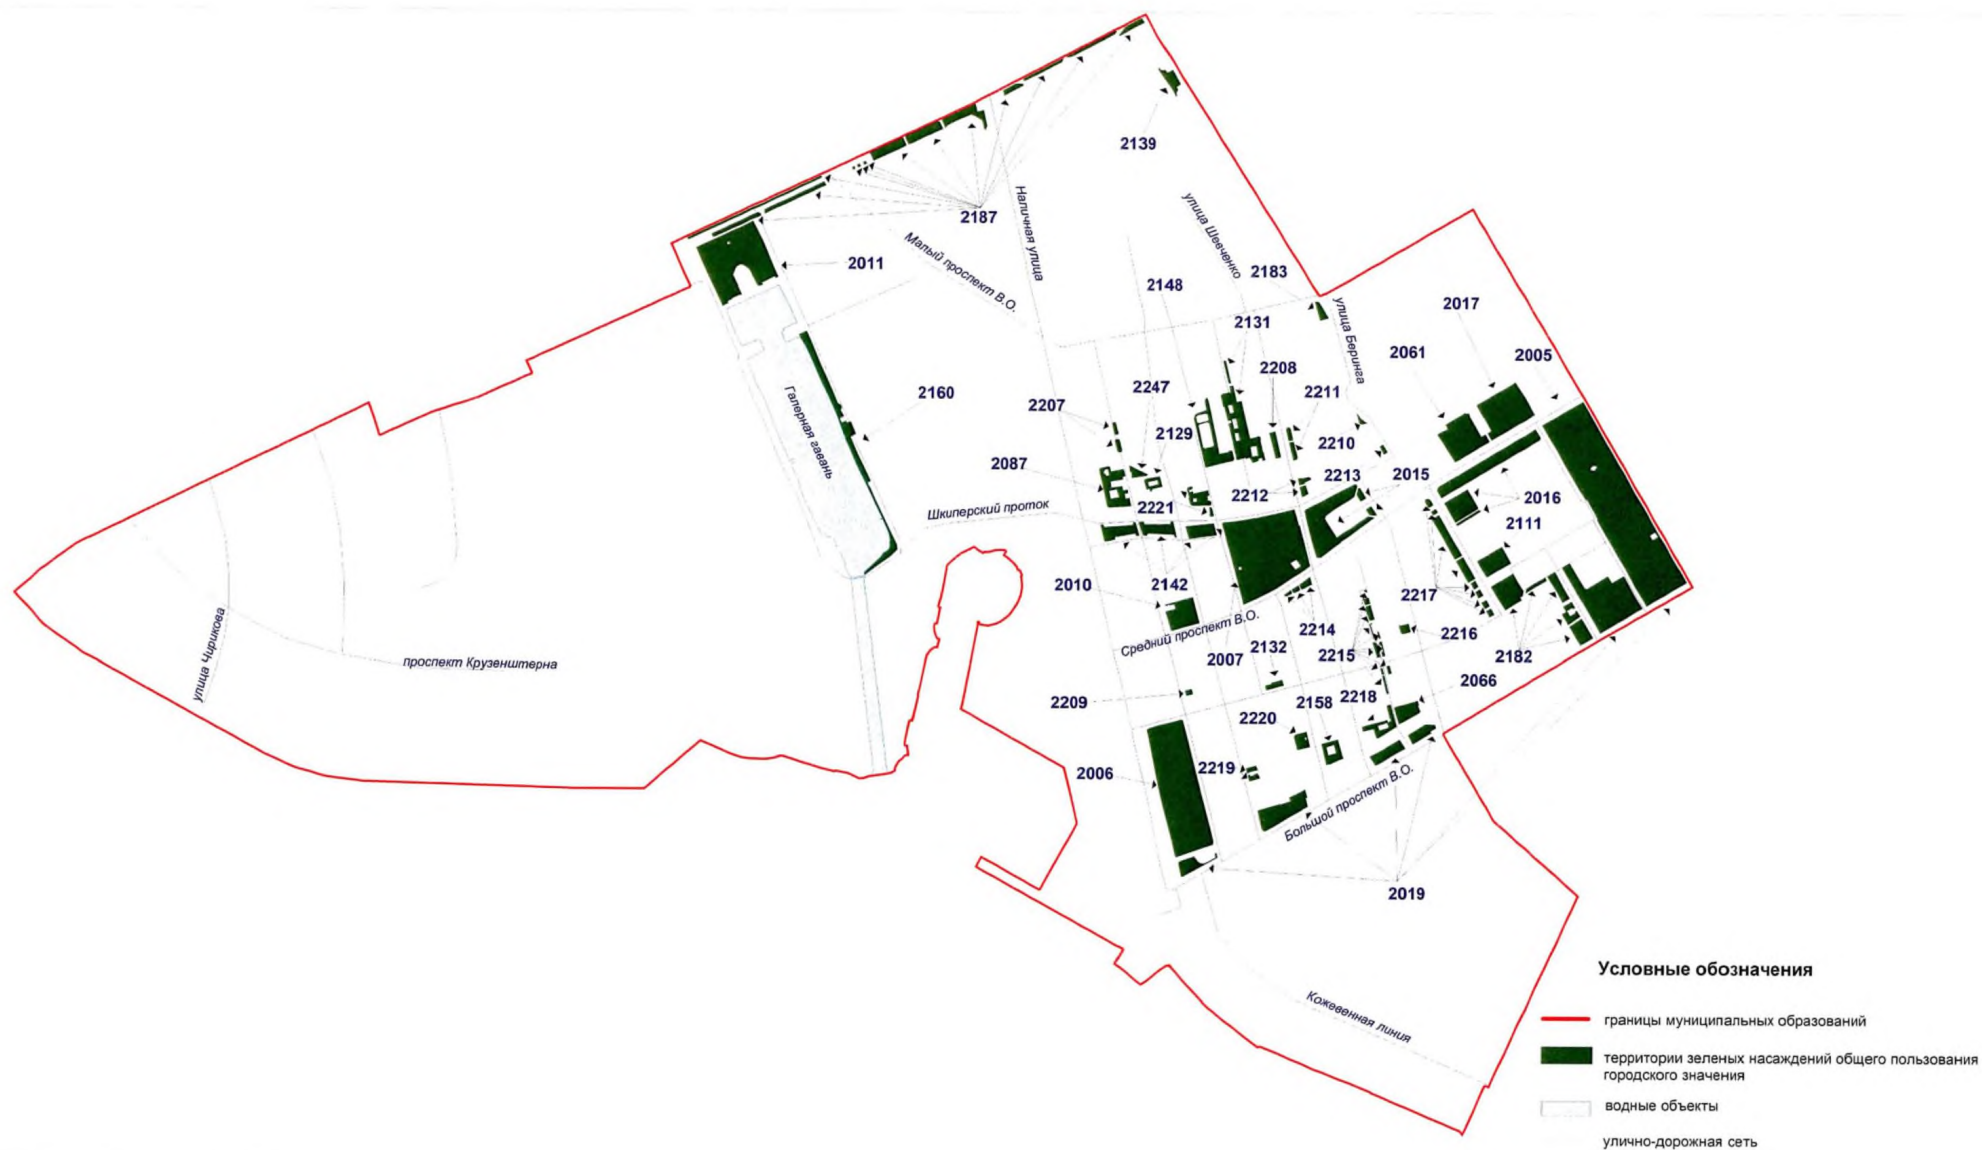 2139
2187
Наличная улица
улица Шевченко
Малый проспект В.О.
2011
2183
2148
улица Беринга
2017
2131
2061
2005
2208
2247
2211
2160
2207
Галерная гавань
2129
2210
2087
2213
2015
2212
2016
2221
Шкиперский проток
2111
2010
2142
2217
улица Чирикова
2214
2216
Средний проспект В.О.
2132
2215
2182
2007
проспект Крузенштерна
2066
2209
2158
2218
2220
2219
2006
Большой проспект В.О.
2019
Кожевенная линия
Условные обозначения
границы муниципальных образований
территории зеленых насаждений общего пользования
городского значения
водные объекты
улично-дорожная сеть